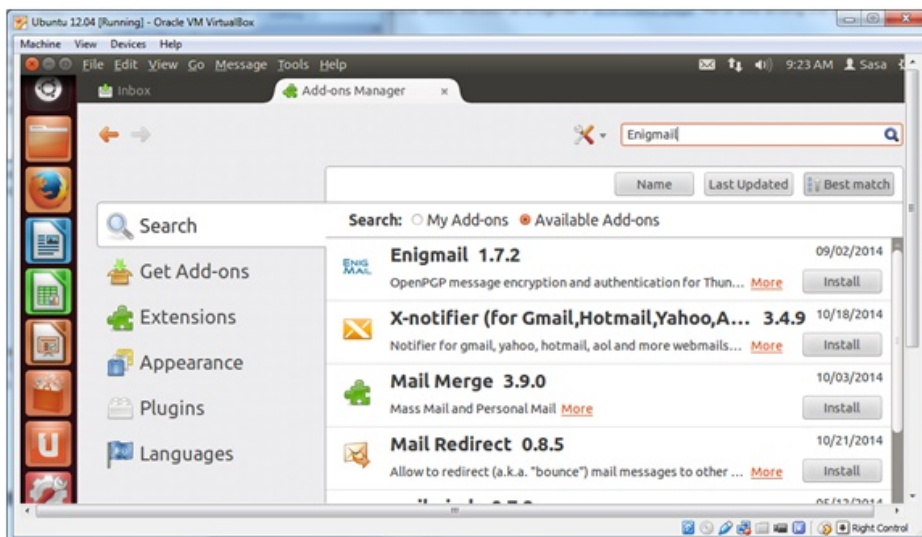 Ubuntu 12.04 [Running] - Oracle VM VirtualBox
Machine View Devices Help
File Edit View Go Message Tools Help 9:23 AM Sasa
Inbox Add-ons Manager ×
Enigmail
Name Last Updated Best match
Search: My Add-ons Available Add-ons
Search
Get Add-ons
Extensions
Appearance
Plugins
Languages
ENIG MAIL Enigmail 1.7.2 09/02/2014
OpenPGP message encryption and authentication for Thun... More Install
X-notifier (for Gmail,Hotmail,Yahoo,A... 3.4.9 10/18/2014
Notifier for gmail, yahoo, hotmail, aol and more webmails... More Install
Mail Merge 3.9.0 10/03/2014
Mass Mail and Personal Mail More Install
Mail Redirect 0.8.5 10/21/2014
Allow to redirect (a.k.a. "bounce") mail messages to other ... More Install
Right Control